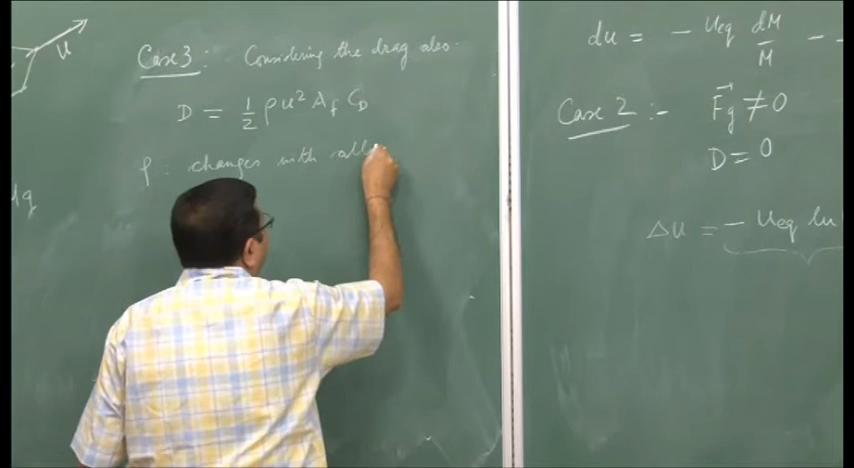 u
Case 3 : Considering the drag also.
D = 1/2 ρ u² A_f C_D
ρ : changes with
dq
du = - U_eq dM/M - -
Case 2 :- F⃗_g ≠ 0
D = 0
Δu = - U_eq ln